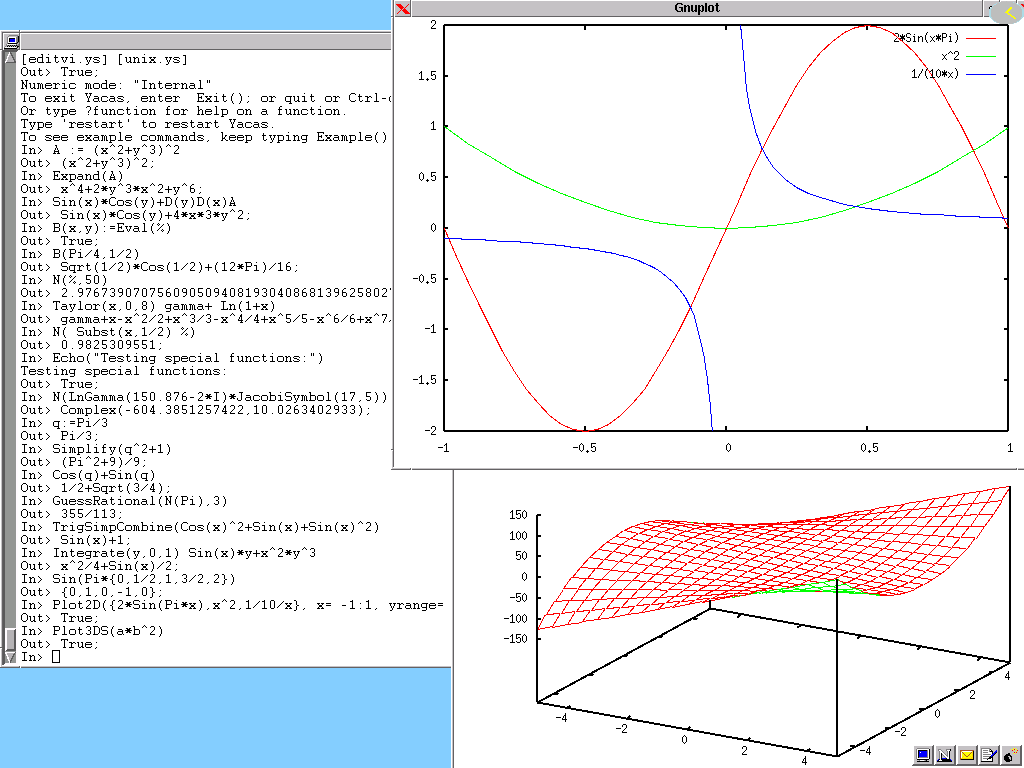 [editvi.ys] [unix.ys]
Out> True;
Numeric mode: "Internal"
To exit Yacas, enter  Exit(); or quit or Ctrl-c
Or type ?function for help on a function.
Type 'restart' to restart Yacas.
To see example commands, keep typing Example()
In> A := (x^2+y^3)^2
Out> (x^2+y^3)^2;
In> Expand(A)
Out> x^4+2*y^3*x^2+y^6;
In> Sin(x)*Cos(y)+D(y)D(x)A
Out> Sin(x)*Cos(y)+4*x*3*y^2;
In> B(x,y):=Eval(%)
Out> True;
In> B(Pi/4,1/2)
Out> Sqrt(1/2)*Cos(1/2)+(12*Pi)/16;
In> N(%,50)
Out> 2.9767390707560905094081930408681396258027
In> Taylor(x,0,8) gamma+ Ln(1+x)
Out> gamma+x-x^2/2+x^3/3-x^4/4+x^5/5-x^6/6+x^7/
In> N( Subst(x,1/2) %)
Out> 0.9825309551;
In> Echo("Testing special functions:")
Testing special functions:
Out> True;
In> N(LnGamma(150.876-2*I)*JacobiSymbol(17,5))
Out> Complex(-604.3851257422,10.0263402933);
In> q:=Pi/3
Out> Pi/3;
In> Simplify(q^2+1)
Out> (Pi^2+9)/9;
In> Cos(q)+Sin(q)
Out> 1/2+Sqrt(3/4);
In> GuessRational(N(Pi),3)
Out> 355/113;
In> TrigSimpCombine(Cos(x)^2+Sin(x)+Sin(x)^2)
Out> Sin(x)+1;
In> Integrate(y,0,1) Sin(x)*y+x^2*y^3
Out> x^2/4+Sin(x)/2;
In> Sin(Pi*{0,1/2,1,3/2,2})
Out> {0,1,0,-1,0};
In> Plot2D({2*Sin(Pi*x),x^2,1/10/x}, x= -1:1, yrange=
Out> True;
In> Plot3DS(a*b^2)
Out> True;
In>
Gnuplot
2*Sin(x*Pi)
x^2
1/(10*x)
2
1.5
1
0.5
0
-0.5
-1
-1.5
-2
-1 -0.5 0 0.5 1
150
100
50
0
-50
-100
-150
-4 -2 0 2 4
-4 -2 0 2 4